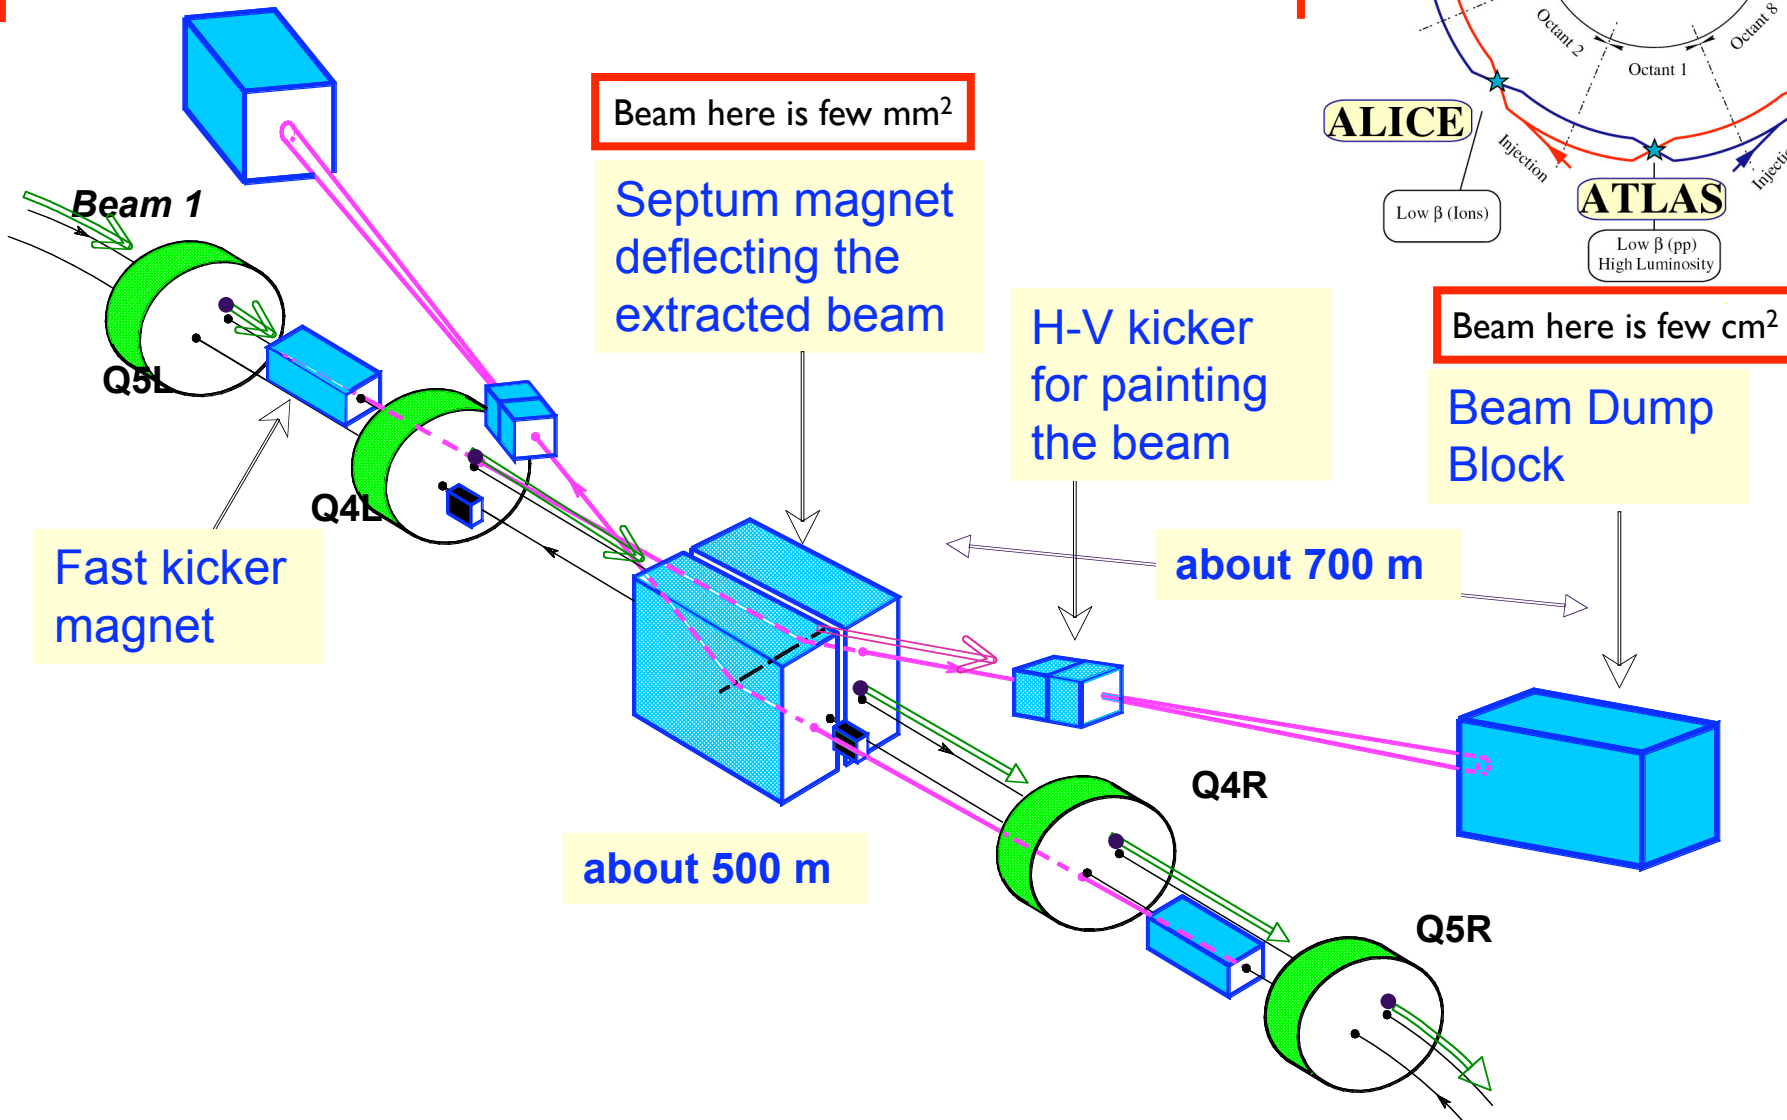 Octant 2
Octant 8
Octant 1
ALICE
Injection
ATLAS
Low β (Ions)
Low β (pp)
High Luminosity
Beam here is few mm²
Beam 1
Septum magnet
deflecting the
extracted beam
H-V kicker
for painting
the beam
Beam here is few cm²
Beam Dump
Block
Q5L
Q4L
Fast kicker
magnet
about 700 m
Q4R
about 500 m
Q5R